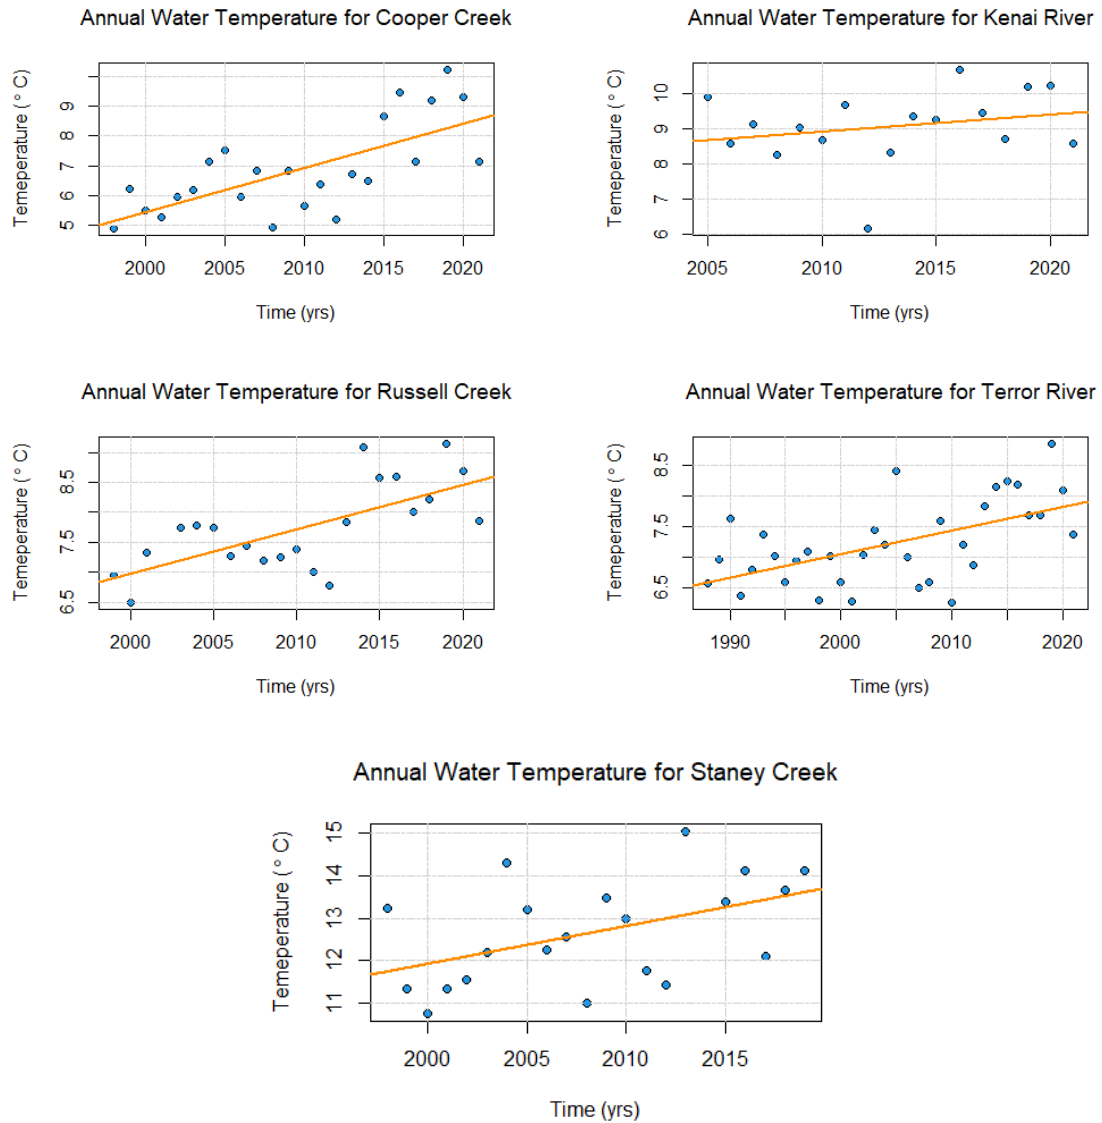 Annual Water Temperature for Cooper Creek
Temeperature ( ° C)
9
8
7
6
5
2000 2005 2010 2015 2020
Time (yrs)
Annual Water Temperature for Kenai River
Temeperature ( ° C)
10
9
8
6
2005 2010 2015 2020
Time (yrs)
Annual Water Temperature for Russell Creek
Temeperature ( ° C)
8.5
7.5
6.5
2000 2005 2010 2015 2020
Time (yrs)
Annual Water Temperature for Terror River
Temeperature ( ° C)
8.5
7.5
6.5
1990 2000 2010 2020
Time (yrs)
Annual Water Temperature for Staney Creek
Temeperature ( ° C)
15
14
13
12
11
2000 2005 2010 2015
Time (yrs)